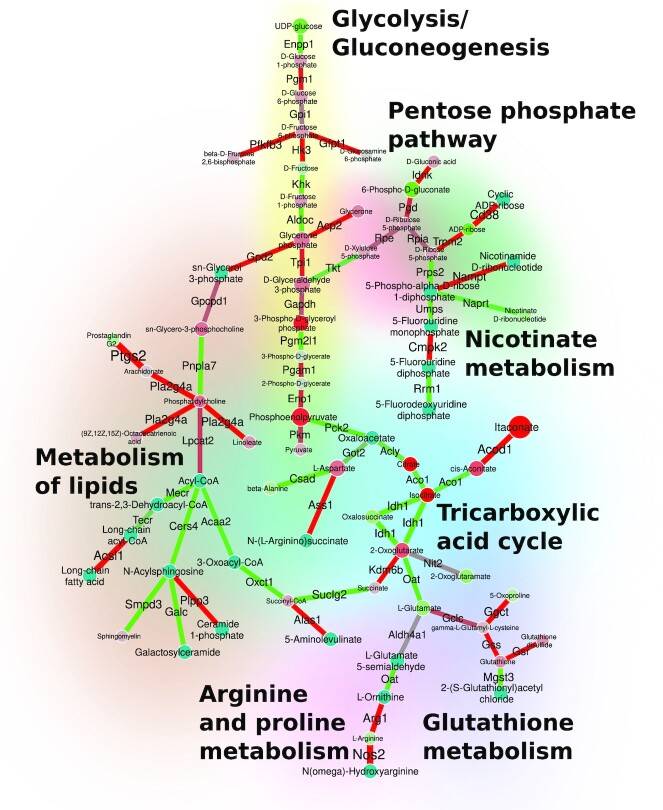 Glycolysis/
Gluconeogenesis
UDP-glucose
Enpp1
D-Glucose
1-phosphate
Pgm1
D-Glucose
6-phosphate
Gpi1
D-Fructose
6-phosphate
Pfkfb3
Hk3
Gfpt1
beta-D-Fructose
2,6-bisphosphate
D-Glucosamine
6-phosphate
D-Fructose
Khk
D-Fructose
1-phosphate
Aldoc
Acp2
Glycerone
Glycerone
phosphate
Gpd2
Tpi1
sn-Glycerol
3-phosphate
D-Glyceraldehyde
3-phosphate
Tkt
Gpcpd1
Gapdh
3-Phospho-D-glyceroyl
phosphate
Pgm2l1
3-Phospho-D-glycerate
Pgam1
2-Phospho-D-glycerate
Eno1
Phosphoenolpyruvate
Pkm
Pyruvate
Pentose phosphate
pathway
D-Gluconic acid
Idnk
6-Phospho-D-gluconate
Pgd
D-Ribulose
5-phosphate
Rpe
Rpia
D-Xylulose
5-phosphate
D-Ribose
5-phosphate
Trpm2
ADP-ribose
Cd38
Cyclic
ADP-ribose
Prps2
Nampt
Nicotinamide
D-ribonucleotide
5-Phospho-alpha-D-ribose
1-diphosphate
Naprt
Nicotinate
D-ribonucleotide
Umps
5-Fluorouridine
monophosphate
Cmpk2
5-Fluorouridine
diphosphate
Rrm1
5-Fluorodeoxyuridine
diphosphate
Nicotinate
metabolism
sn-Glycero-3-phosphocholine
Prostaglandin
G2
Ptgs2
Arachidonate
Pnpla7
Pla2g4a
Phosphatidylcholine
Pla2g4a
Pla2g4a
(9Z,12Z,15Z)-Octadecatrienoic
acid
Linoleate
Lpcat2
Metabolism
of lipids
Acyl-CoA
Mecr
trans-2,3-Dehydroacyl-CoA
Tecr
Cers4
Acaa2
Long-chain
acyl-CoA
Acsl1
Long-chain
fatty acid
N-Acylsphingosine
3-Oxoacyl-CoA
Oxct1
Smpd3
Galc
Plpp3
Sphingomyelin
Galactosylceramide
Ceramide
1-phosphate
Pck2
Oxaloacetate
Got2
Acly
L-Aspartate
Csad
beta-Alanine
Ass1
N-(L-Arginino)succinate
Citrate
Aco1
Isocitrate
Aco1
cis-Aconitate
Acod1
Itaconate
Tricarboxylic
acid cycle
Idh1
Oxalosuccinate
Idh1
Idh1
2-Oxoglutarate
Nit2
2-Oxoglutaramate
Kdm6b
Oat
Succinate
Suclg2
Succinyl-CoA
Alas1
5-Aminolevulinate
L-Glutamate
Gclc
gamma-L-Glutamyl-L-cysteine
Ggct
5-Oxoproline
Gss
Gsr
Glutathione
disulfide
Glutathione
Mgst3
2-(S-Glutathionyl)acetyl
chloride
Aldh4a1
L-Glutamate
5-semialdehyde
Oat
L-Ornithine
Arg1
L-Arginine
Nos2
N(omega)-Hydroxyarginine
Arginine
and proline
metabolism
Glutathione
metabolism